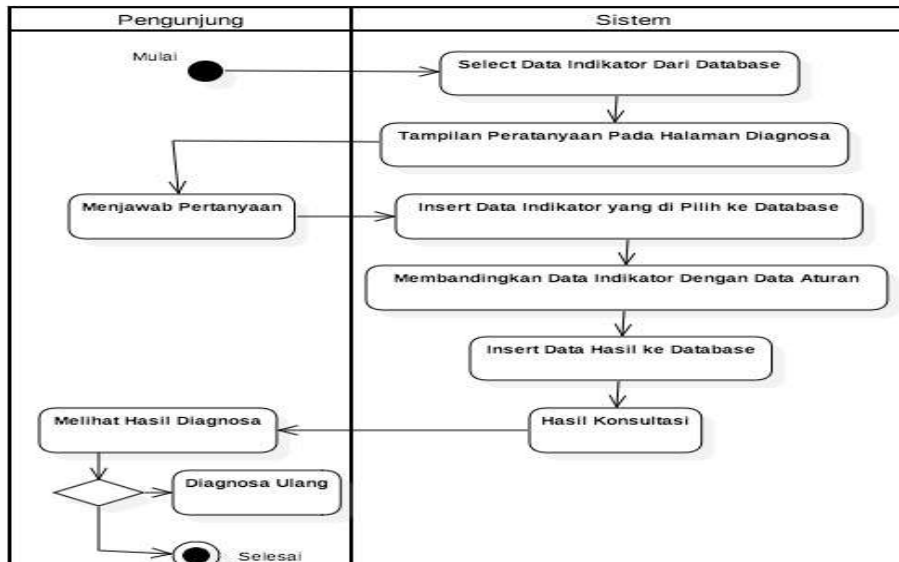 Pengunjung
Sistem
Mulai
Select Data Indikator Dari Database
Tampilan Peratanyaan Pada Halaman Diagnosa
Menjawab Pertanyaan
Insert Data Indikator yang di Pilih ke Database
Membandingkan Data Indikator Dengan Data Aturan
Insert Data Hasil ke Database
Melihat Hasil Diagnosa
Hasil Konsultasi
Diagnosa Ulang
Selesai